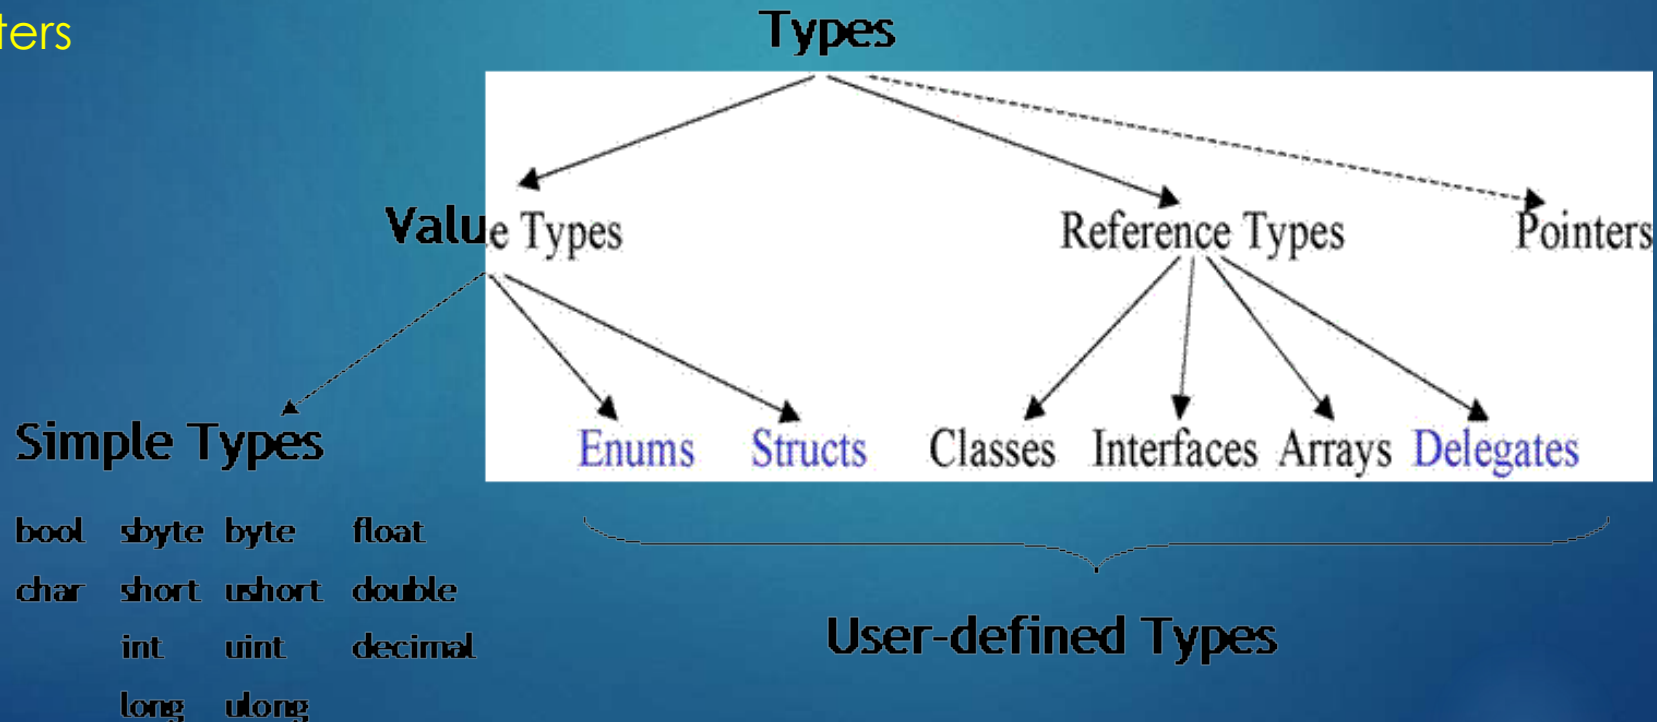 ters
Types
Value Types Reference Types Pointers
Simple Types Enums Structs Classes Interfaces Arrays Delegates
bool sbyte byte float
char short ushort double
int uint decimal
long ulong
User-defined Types